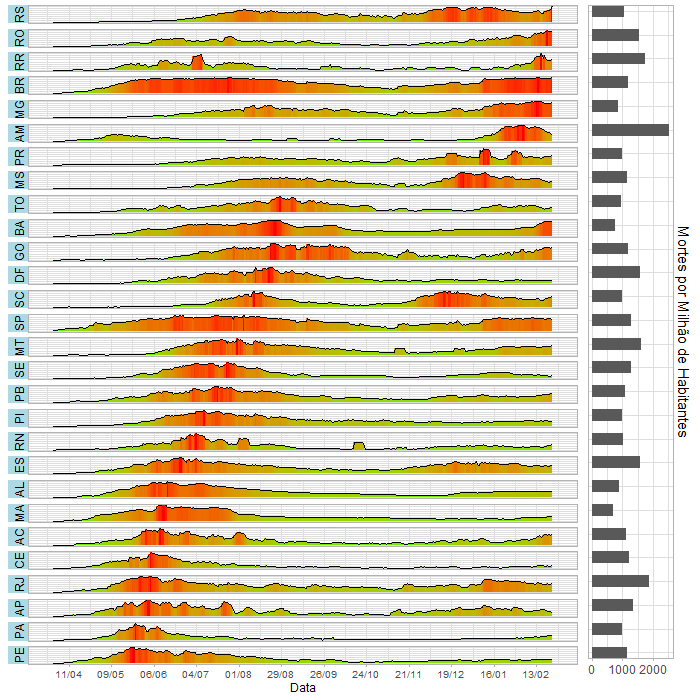 RS
RO
RR
BR
MG
AM
PR
MS
TO
BA
GO
DF
SC
SP
MT
SE
PB
PI
RN
ES
AL
MA
AC
CE
RJ
AP
PA
PE
11/04 09/05 06/06 04/07 01/08 29/08 26/09 24/10 21/11 19/12 16/01 13/02
Data
0 1000 2000
Mortes por Milhão de Habitantes